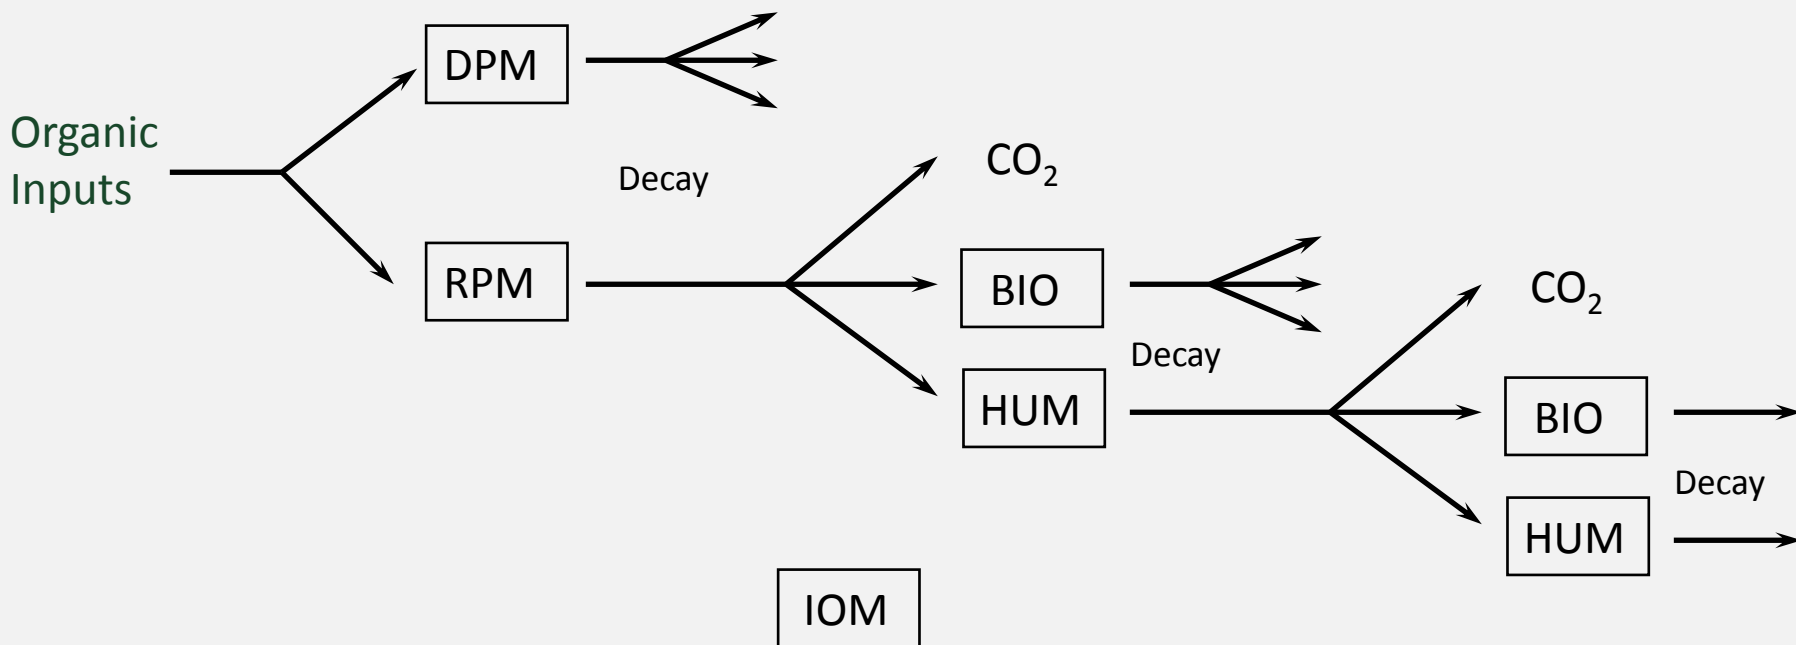 DPM
Organic
Inputs
Decay
CO₂
RPM
BIO
CO₂
Decay
HUM
BIO
Decay
HUM
IOM